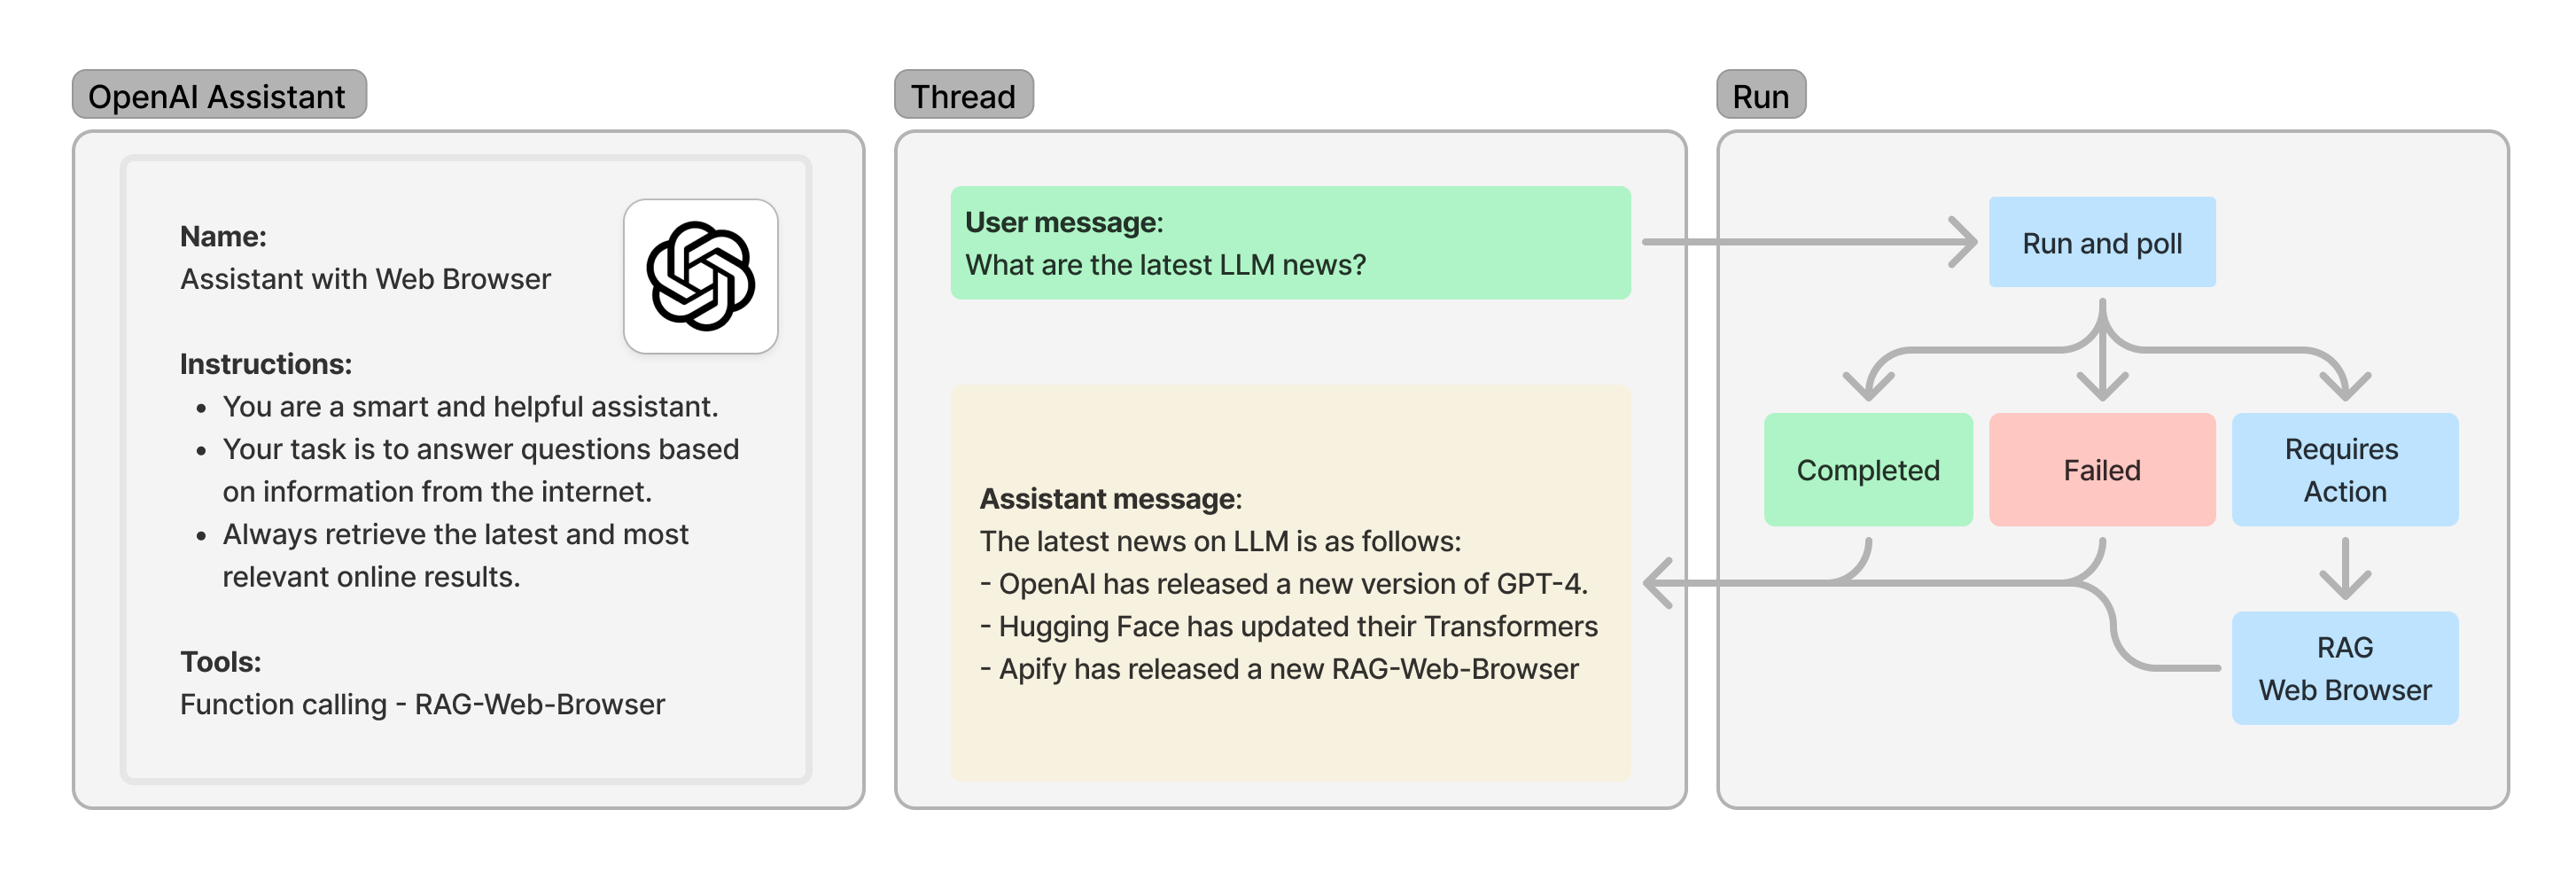 OpenAI Assistant
Name:
Assistant with Web Browser
Instructions:
• You are a smart and helpful assistant.
• Your task is to answer questions based
on information from the internet.
• Always retrieve the latest and most
relevant online results.
Tools:
Function calling - RAG-Web-Browser
Thread
User message:
What are the latest LLM news?
Assistant message:
The latest news on LLM is as follows:
- OpenAI has released a new version of GPT-4.
- Hugging Face has updated their Transformers
- Apify has released a new RAG-Web-Browser
Run
Run and poll
Completed
Failed
Requires
Action
RAG
Web Browser